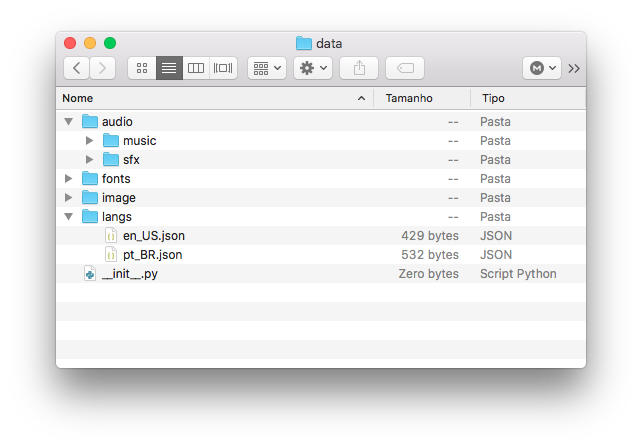 data
M
Nome Tamanho Tipo
audio -- Pasta
music -- Pasta
sfx -- Pasta
fonts -- Pasta
image -- Pasta
langs -- Pasta
en_US.json 429 bytes JSON
pt_BR.json 532 bytes JSON
__init__.py Zero bytes Script Python